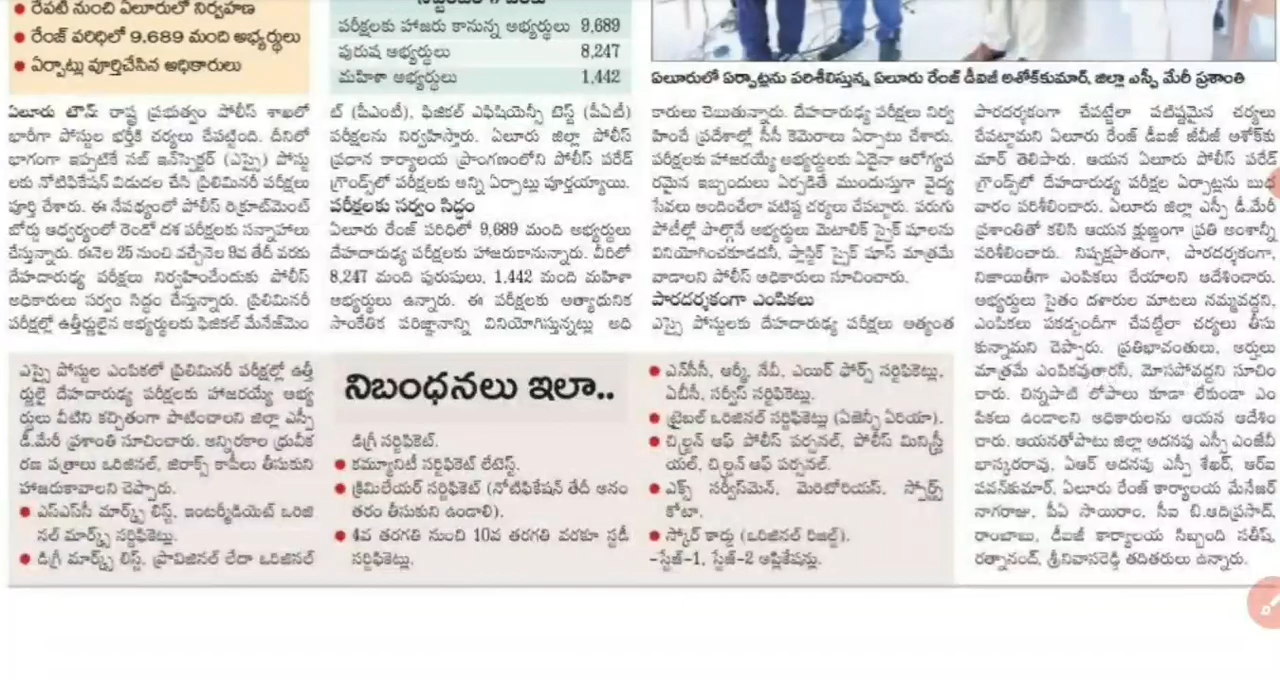 ● రేపటి నుంచి ఏలూరులో నిర్వహణ
● రేంజ్ పరిధిలో 9,689 మంది అభ్యర్థులు
● ఏర్పాట్లు పూర్తిచేసిన అధికారులు
పరీక్షలకు హాజరు కానున్న అభ్యర్థులు 9,689
పురుష అభ్యర్థులు 8,247
మహిళా అభ్యర్థులు 1,442
ఏలూరులో ఏర్పాట్లను పరిశీలిస్తున్న ఏలూరు రేంజ్ డీఐజీ అశోక్‌కుమార్, జిల్లా ఎస్పీ మేరీ ప్రశాంతి
ఏలూరు టౌన్: రాష్ట్ర ప్రభుత్వం పోలీస్ శాఖలో
భారీగా పోస్టుల భర్తీకి చర్యలు చేపట్టింది. దీనిలో
భాగంగా ఇప్పటికే సబ్ ఇన్‌స్పెక్టర్ (ఎస్సై) పోస్టు
లకు నోటిఫికేషన్ విడుదల చేసి ప్రిలిమినరీ పరీక్షలు
పూర్తి చేశారు. ఈ నేపథ్యంలో పోలీస్ రిక్రూట్‌మెంట్
బోర్డు ఆధ్వర్యంలో రెండో దశ పరీక్షలకు సన్నాహాలు
చేస్తున్నారు. ఈనెల 25 నుంచి వచ్చేనెల 9వ తేదీ వరకు
దేహదారుఢ్య పరీక్షలు నిర్వహించేందుకు పోలీస్
అధికారులు సర్వం సిద్ధం చేస్తున్నారు. ప్రిలిమినరీ
పరీక్షల్లో ఉత్తీర్ణులైన అభ్యర్థులకు ఫిజికల్ మేనేజ్‌మెం
ట్ (పీఎంటీ), ఫిజికల్ ఎఫిషియెన్సీ టెస్ట్ (పీఏటీ)
పరీక్షలను నిర్వహిస్తారు. ఏలూరు జిల్లా పోలీస్
ప్రధాన కార్యాలయ ప్రాంగణంలోని పోలీస్ పరేడ్
గ్రౌండ్స్‌లో పరీక్షలకు అన్ని ఏర్పాట్లు పూర్తయ్యాయి.
పరీక్షలకు సర్వం సిద్ధం
ఏలూరు రేంజ్ పరిధిలో 9,689 మంది అభ్యర్థులు
దేహదారుఢ్య పరీక్షలకు హాజరుకానున్నారు. వీరిలో
8,247 మంది పురుషులు, 1,442 మంది మహిళా
అభ్యర్థులు ఉన్నారు. ఈ పరీక్షలకు అత్యాధునిక
సాంకేతిక పరిజ్ఞానాన్ని వినియోగిస్తున్నట్లు అధి
కారులు చెబుతున్నారు. దేహదారుఢ్య పరీక్షలు నిర్వ
హించే ప్రదేశాల్లో సీసీ కెమెరాలు ఏర్పాటు చేశారు.
పరీక్షలకు హాజరయ్యే అభ్యర్థులకు ఏదైనా ఆరోగ్యప
రమైన ఇబ్బందులు ఏర్పడితే ముందుస్తుగా వైద్య
సేవలు అందించేలా పటిష్ట చర్యలు చేపట్టారు. పరుగు
పోటీల్లో పాల్గొనే అభ్యర్థులు మెటాలిక్ స్పైక్ షూలను
వినియోగించకూడదనీ, ప్లాస్టిక్ స్పైక్ షూస్ మాత్రమే
వాడాలని పోలీస్ అధికారులు సూచించారు.
పారదర్శకంగా ఎంపికలు
ఎస్సై పోస్టులకు దేహదారుఢ్య పరీక్షలు అత్యంత
పారదర్శకంగా చేపట్టేలా పటిష్టమైన చర్యలు
చేపట్టామని ఏలూరు రేంజ్ డీఐజీ జీవీజీ అశోక్‌కు
మార్ తెలిపారు. ఆయన ఏలూరు పోలీస్ పరేడ్
గ్రౌండ్స్‌లో దేహదారుఢ్య పరీక్షల ఏర్పాట్లను బుధ
వారం పరిశీలించారు. ఏలూరు జిల్లా ఎస్పీ డీ.మేరీ
ప్రశాంతితో కలిసి ఆయన క్షుణ్ణంగా ప్రతి అంశాన్నీ
పరిశీలించారు. నిష్పక్షపాతంగా, పారదర్శకంగా,
నిజాయితీగా ఎంపికలు చేయాలని ఆదేశించారు.
అభ్యర్థులు సైతం దళారుల మాటలు నమ్మవద్దని,
ఎంపికలు పకడ్బందీగా చేపట్టేలా చర్యలు తీసు
కున్నామని చెప్పారు. ప్రతిభావంతులు, అర్హులు
మాత్రమే ఎంపికవుతారనీ, మోసపోవద్దని సూచిం
చారు. చిన్నపాటి లోపాలు కూడా లేకుండా ఎం
పికలు ఉండాలని అధికారులను ఆయన ఆదేశిం
చారు. ఆయనతోపాటు జిల్లా అదనపు ఎస్పీ ఎంజేవీ
భాస్కరరావు, ఏఆర్ అదనపు ఎస్పీ శేఖర్, ఆర్ఐ
పవన్‌కుమార్, ఏలూరు రేంజ్ కార్యాలయ మేనేజర్
నాగరాజు, పీఏ సాయిరాం, సీఐ బి.ఆదిప్రసాద్,
రాంబాబు, డీఐజీ కార్యాలయ సిబ్బంది సతీష్,
రత్నానంద్, శ్రీనివాసరెడ్డి తదితరులు ఉన్నారు.
ఎస్సై పోస్టుల ఎంపికలో ప్రిలిమినరీ పరీక్షల్లో ఉత్తీ
ర్ణులై దేహదారుఢ్య పరీక్షలకు హాజరయ్యే అభ్య
ర్థులు వీటిని కచ్చితంగా పాటించాలని జిల్లా ఎస్పీ
డీ.మేరీ ప్రశాంతి సూచించారు. అన్నిరకాల ధ్రువీక
రణ పత్రాలు ఒరిజినల్, జిరాక్స్ కాపీలు తీసుకుని
హాజరుకావాలని చెప్పారు.
● ఎస్ఎస్‌సీ మార్క్స్ లిస్ట్, ఇంటర్మీడియెట్ ఒరిజి
నల్ మార్క్స్ సర్టిఫికెట్లు.
● డిగ్రీ మార్క్స్ లిస్ట్, ప్రొవిజినల్ లేదా ఒరిజినల్
నిబంధనలు ఇలా..
డిగ్రీ సర్టిఫికెట్.
● కమ్యూనిటీ సర్టిఫికెట్ లేటెస్ట్.
● క్రిమిలేయర్ సర్టిఫికెట్ (నోటిఫికేషన్ తేదీ అనం
తరం తీసుకుని ఉండాలి).
● 4వ తరగతి నుంచి 10వ తరగతి వరకూ స్టడీ
సర్టిఫికెట్లు.
● ఎన్‌సీసీ, ఆర్మీ, నేవీ, ఎయిర్ ఫోర్స్ సర్టిఫికెట్లు,
ఏబీసీ, సర్వీస్ సర్టిఫికెట్లు.
● ట్రైబల్ ఒరిజినల్ సర్టిఫికెట్లు (ఏజెన్సీ ఏరియా).
● చిల్డ్రన్ ఆఫ్ పోలీస్ పర్సనల్, పోలీస్ మినిస్ట్రీ
యల్, చిల్డ్రన్ ఆఫ్ పర్సనల్.
● ఎక్స్ సర్వీస్‌మెన్, మెరిటోరియస్, స్పోర్ట్స్
కోటా.
● స్కోర్ కార్డు (ఒరిజినల్ రిజల్ట్).
–స్టేజ్–1, స్టేజ్–2 అప్లికేషన్లు.